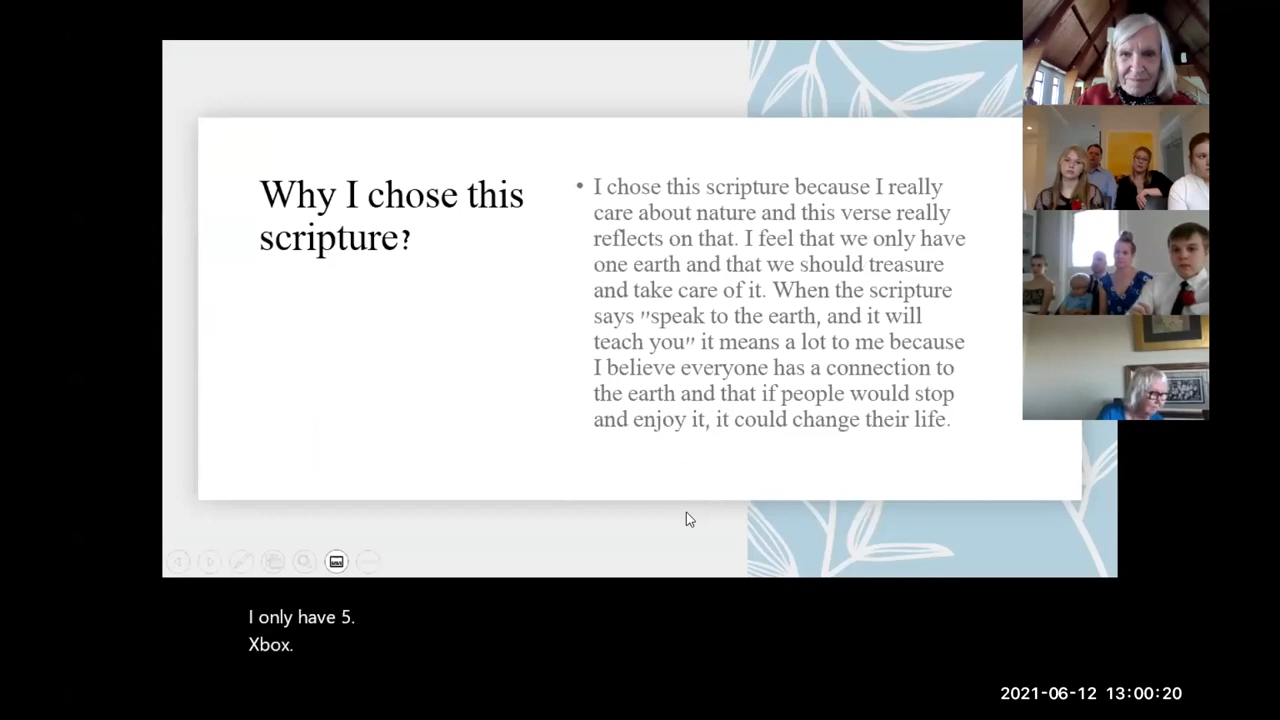 Why I chose this
scripture?
• I chose this scripture because I really
care about nature and this verse really
reflects on that. I feel that we only have
one earth and that we should treasure
and take care of it. When the scripture
says "speak to the earth, and it will
teach you" it means a lot to me because
I believe everyone has a connection to
the earth and that if people would stop
and enjoy it, it could change their life.
I only have 5.
Xbox.
2021-06-12 13:00:20